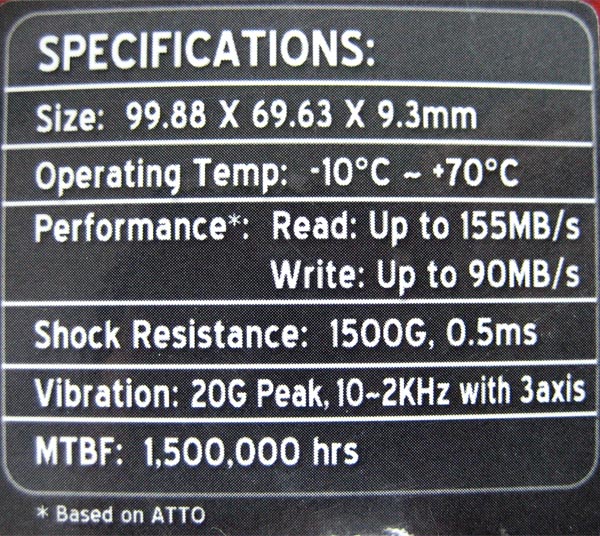 SPECIFICATIONS:
Size: 99.88 X 69.63 X 9.3mm
Operating Temp: -10°C ~ +70°C
Performance*: Read: Up to 155MB/s
Write: Up to 90MB/s
Shock Resistance: 1500G, 0.5ms
Vibration: 20G Peak, 10~2KHz with 3axis
MTBF: 1,500,000 hrs
* Based on ATTO